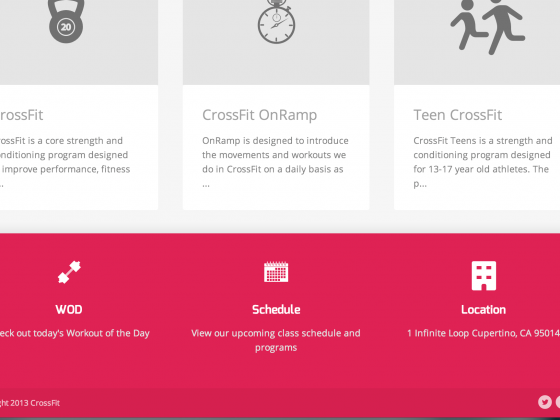 20
rossFit
CrossFit OnRamp
Teen CrossFit
ossFit is a core strength and
onditioning program designed
improve performance, fitness
...
OnRamp is designed to introduce
the movements and workouts we
do in CrossFit on a daily basis as
...
CrossFit Teens is a strength and
conditioning program designed
for 13-17 year old athletes. The
p...
WOD
eck out today's Workout of the Day
Schedule
View our upcoming class schedule and
programs
Location
1 Infinite Loop Cupertino, CA 95014
ght 2013 CrossFit